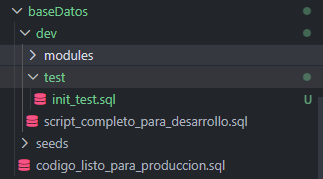 baseDatos
dev
modules
test
init_test.sql U
script_completo_para_desarrollo.sql
seeds
codigo_listo_para_produccion.sql